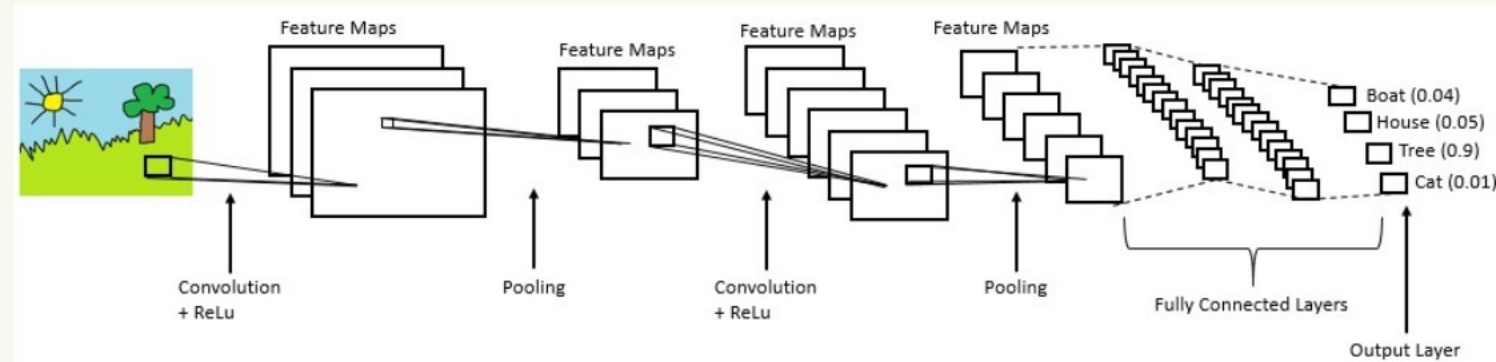 Feature Maps
Feature Maps
Feature Maps
Feature Maps
Boat (0.04)
House (0.05)
Tree (0.9)
Cat (0.01)
Convolution
+ ReLu
Pooling
Convolution
+ ReLu
Pooling
Fully Connected Layers
Output Layer